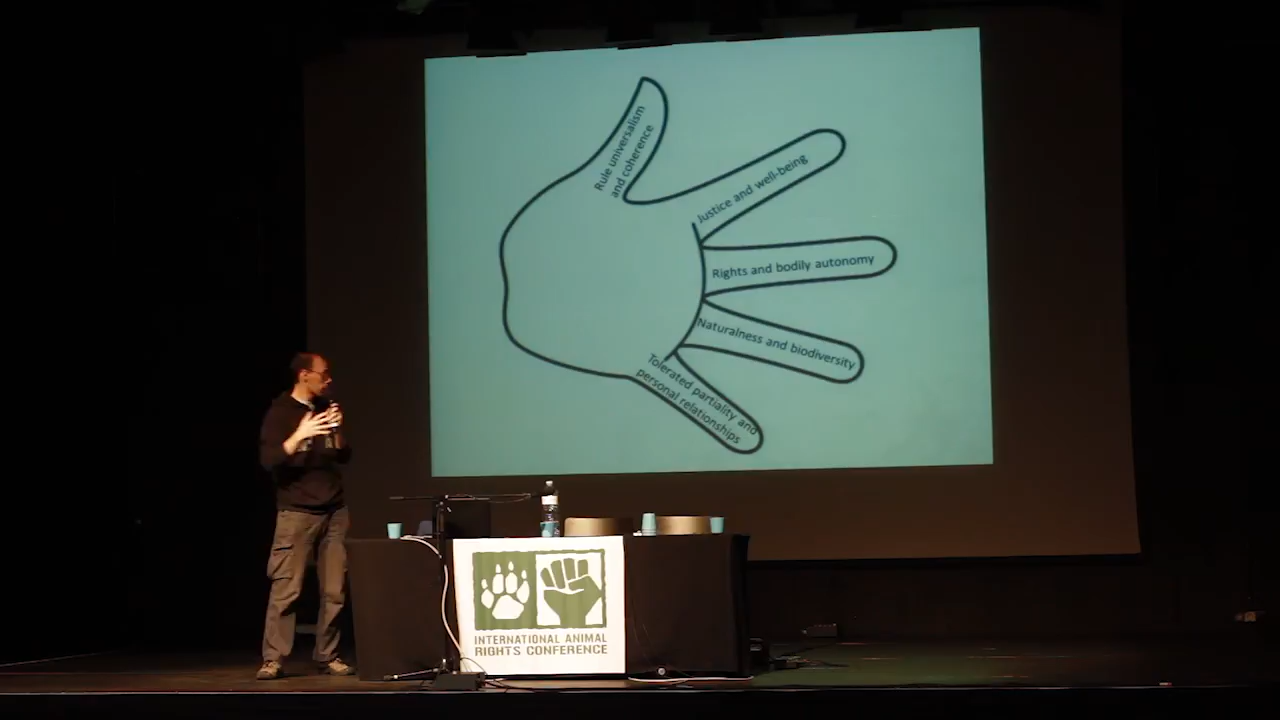 Rule universalism
and coherence
Justice and well-being
Rights and bodily autonomy
Naturalness and biodiversity
Tolerated partiality and
personal relationships
INTERNATIONAL ANIMAL
RIGHTS CONFERENCE